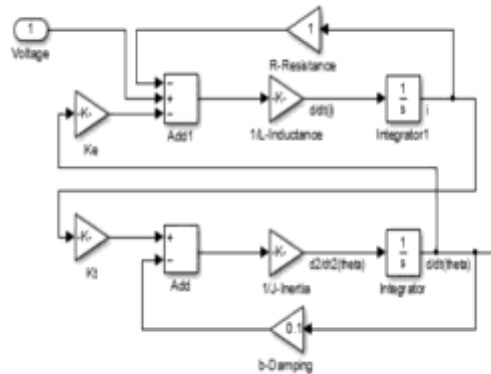 1
Voltage
1
R-Resistance
-
+
-
Add1
-K-
Ke
-K-
1/L-Inductance
d/dt(i)
1
s
Integrator1
i
-K-
Kt
+
-
Add
-K-
1/J-Inertia
d2/dt2(theta)
1
s
Integrator
d/dt(theta)
0.1
b-Damping